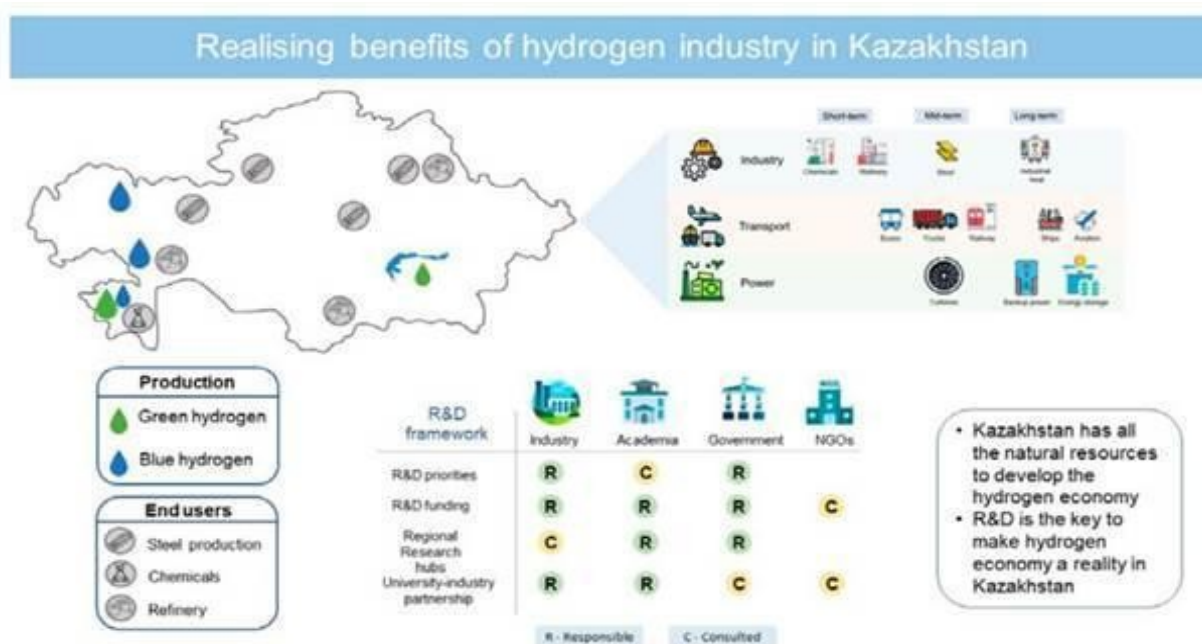 Realising benefits of hydrogen industry in Kazakhstan
Short-term
Mid-term
Long-term
Industry
Chemicals
Refinery
Steel
Industrial
heat
Transport
Buses
Trucks
Railway
Ships
Aviation
Power
Turbines
Backup power
Energy storage
Production
Green hydrogen
Blue hydrogen
End users
Steel production
Chemicals
Refinery
R&D
framework
Industry
Academia
Government
NGOs
R&D priorities
R
C
R
R&D funding
R
R
R
C
Regional
Research
hubs
C
R
R
University-industry
partnership
R
R
C
C
R - Responsible
C - Consulted
• Kazakhstan has all
the natural resources
to develop the
hydrogen economy
• R&D is the key to
make hydrogen
economy a reality in
Kazakhstan